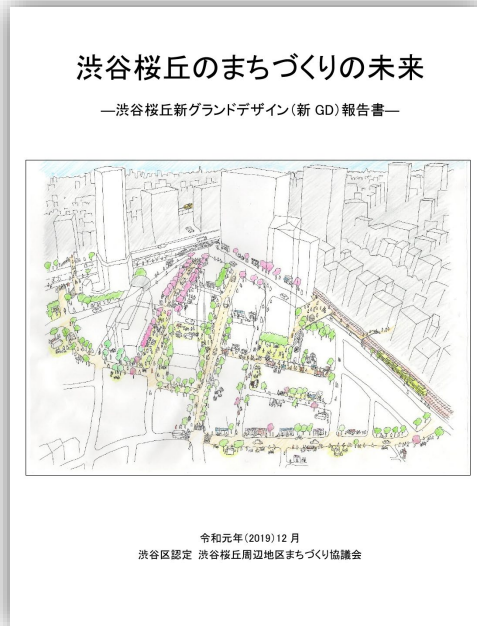 渋谷桜丘のまちづくりの未来
―渋谷桜丘新グランドデザイン(新 GD)報告書―
令和元年(2019)12 月
渋谷区認定 渋谷桜丘周辺地区まちづくり協議会